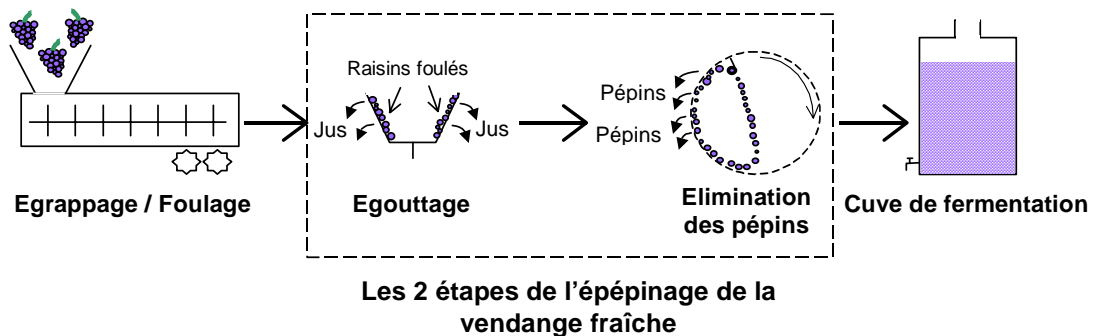 Raisins foulés
Jus
Jus
Pépins
Pépins
Egrappage / Foulage
Egouttage
Elimination
des pépins
Cuve de fermentation
Les 2 étapes de l’épépinage de la
vendange fraîche